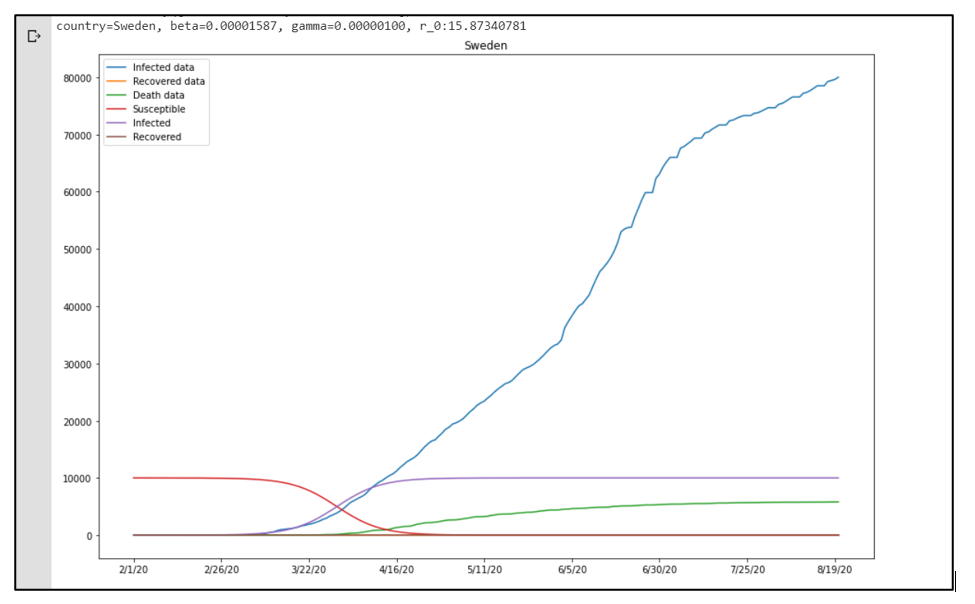 country=Sweden, beta=0.00001587, gamma=0.00000100, r_0:15.87340781
Sweden
Infected data
Recovered data
Death data
Susceptible
Infected
Recovered
80000
70000
60000
50000
40000
30000
20000
10000
0
2/1/20 2/26/20 3/22/20 4/16/20 5/11/20 6/5/20 6/30/20 7/25/20 8/19/20